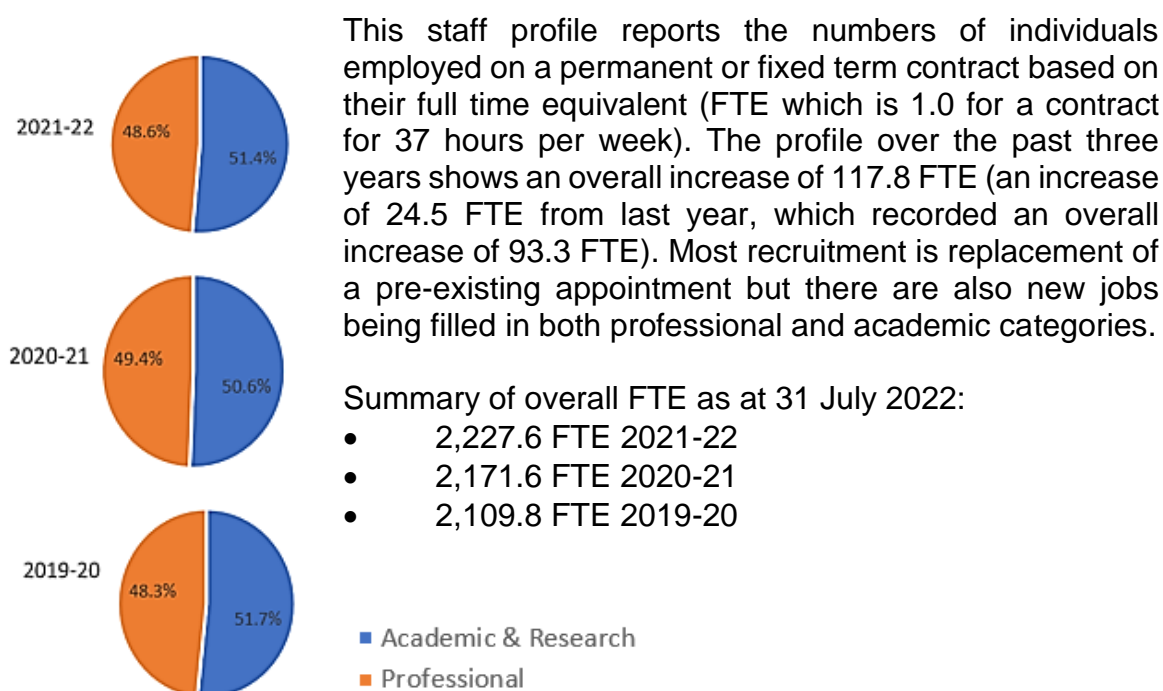 This staff profile reports the numbers of individuals
employed on a permanent or fixed term contract based on
their full time equivalent (FTE which is 1.0 for a contract
for 37 hours per week). The profile over the past three
years shows an overall increase of 117.8 FTE (an increase
of 24.5 FTE from last year, which recorded an overall
increase of 93.3 FTE). Most recruitment is replacement of
a pre-existing appointment but there are also new jobs
being filled in both professional and academic categories.
Summary of overall FTE as at 31 July 2022:
• 2,227.6 FTE 2021-22
• 2,171.6 FTE 2020-21
• 2,109.8 FTE 2019-20
2021-22
48.6%
51.4%
2020-21
49.4%
50.6%
2019-20
48.3%
51.7%
Academic & Research
Professional